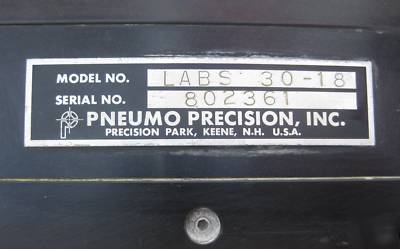 MODEL NO. LABS 30-18
SERIAL NO. 802361
PNEUMO PRECISION, INC.
PRECISION PARK, KEENE, N.H. U.S.A.